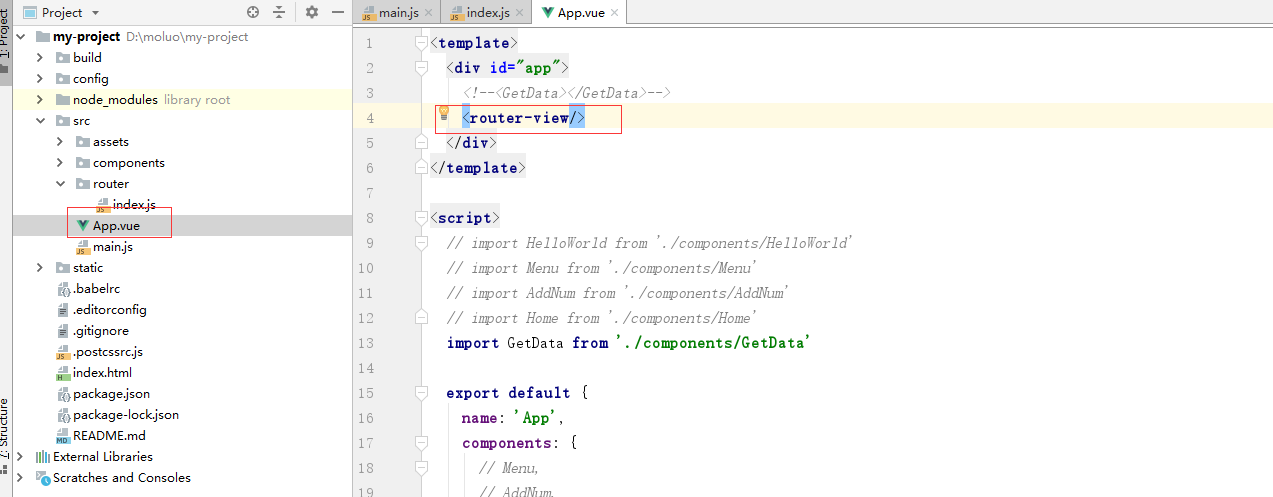 1: Project
Project
my-project D:\moluo\my-project
build
config
node_modules library root
src
assets
components
router
index.js
App.vue
main.js
static
.babelrc
.editorconfig
.gitignore
.postcssrc.js
index.html
package.json
package-lock.json
README.md
External Libraries
Scratches and Consoles
7: Structure
main.js
index.js
App.vue
1 <template>
2 <div id="app">
3 <!--<GetData></GetData>-->
4 <router-view/>
5 </div>
6 </template>
7
8 <script>
9 // import HelloWorld from './components/HelloWorld'
10 // import Menu from './components/Menu'
11 // import AddNum from './components/AddNum'
12 // import Home from './components/Home'
13 import GetData from './components/GetData'
14
15 export default {
16 name: 'App',
17 components: {
18 // Menu,
19 // AddNum,